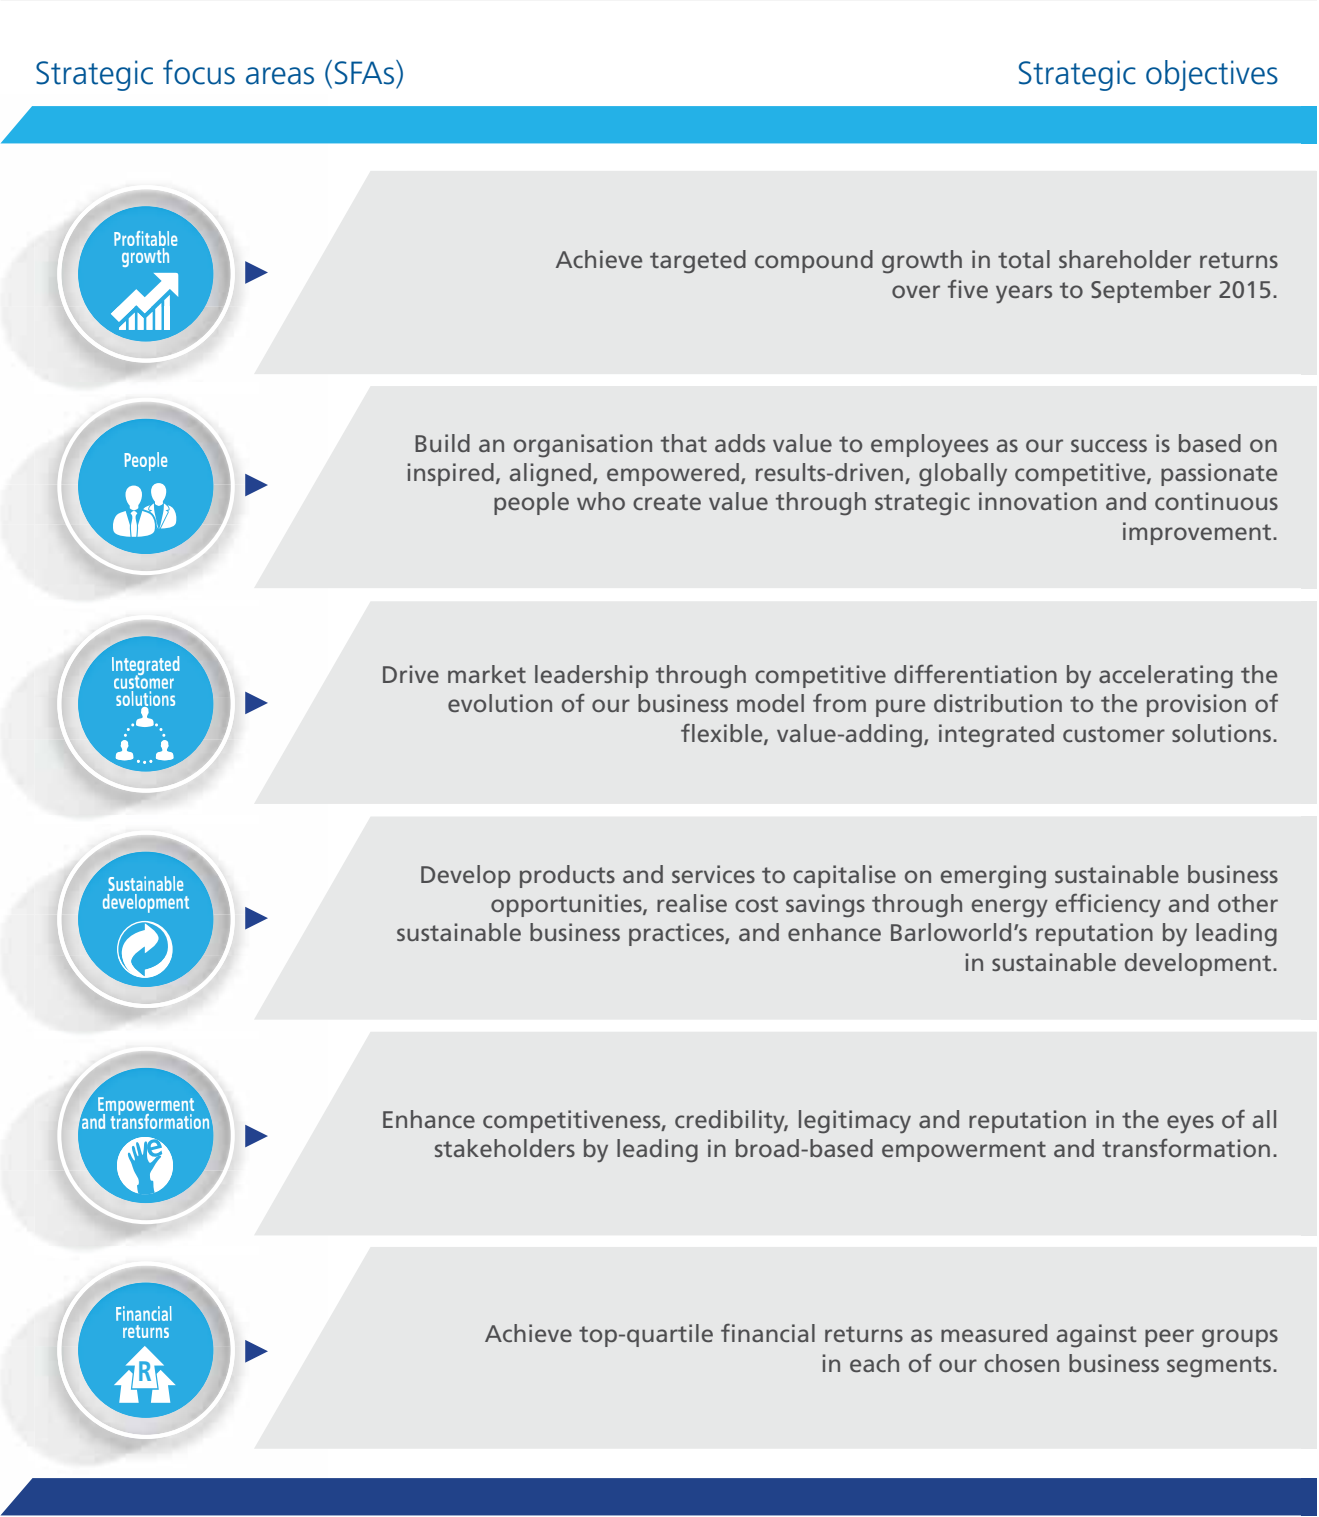 Strategic focus areas (SFAs)
Strategic objectives
Profitable
growth
Achieve targeted compound growth in total shareholder returns
over five years to September 2015.
People
Build an organisation that adds value to employees as our success is based on
inspired, aligned, empowered, results-driven, globally competitive, passionate
people who create value through strategic innovation and continuous
improvement.
Integrated
customer
solutions
Drive market leadership through competitive differentiation by accelerating the
evolution of our business model from pure distribution to the provision of
flexible, value-adding, integrated customer solutions.
Sustainable
development
Develop products and services to capitalise on emerging sustainable business
opportunities, realise cost savings through energy efficiency and other
sustainable business practices, and enhance Barloworld’s reputation by leading
in sustainable development.
Empowerment
and transformation
e
Enhance competitiveness, credibility, legitimacy and reputation in the eyes of all
stakeholders by leading in broad-based empowerment and transformation.
Financial
returns
R
Achieve top-quartile financial returns as measured against peer groups
in each of our chosen business segments.